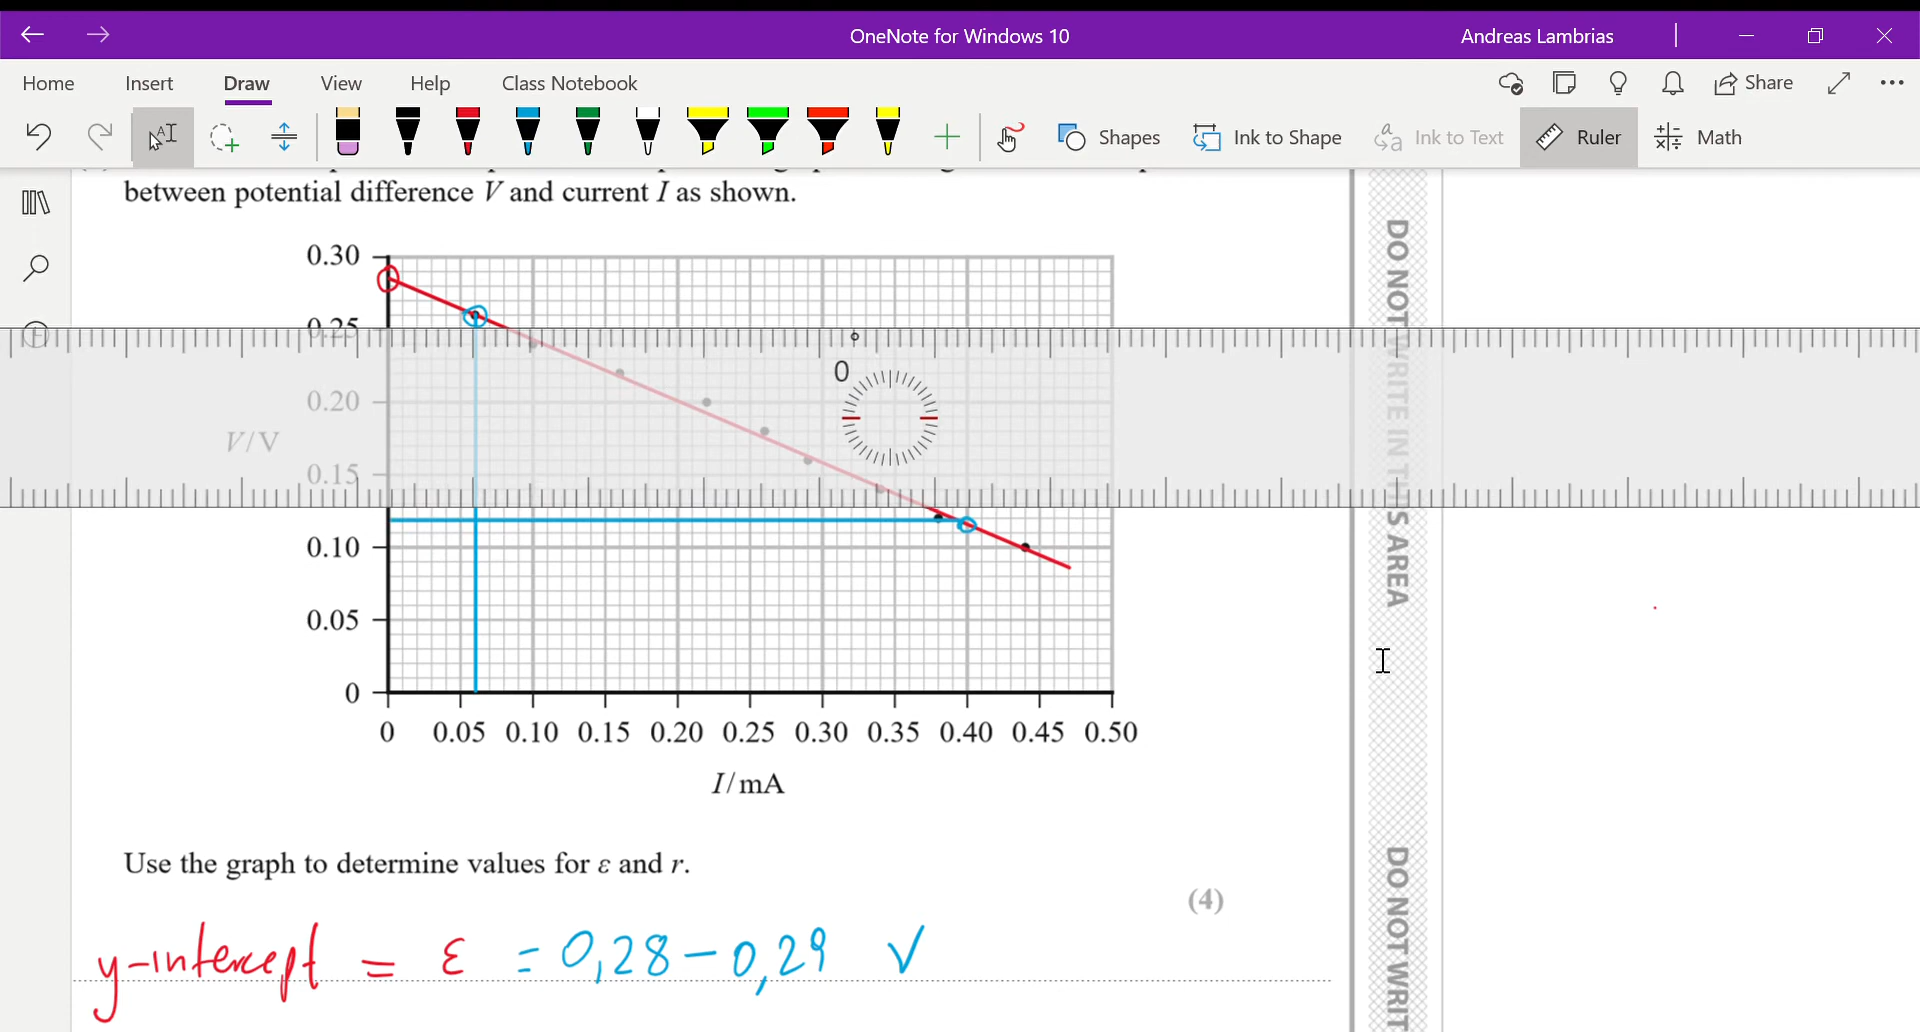 OneNote for Windows 10
Andreas Lambrias
Home Insert Draw View Help Class Notebook
Share
Shapes Ink to Shape Ink to Text Ruler Math
between potential difference V and current I as shown.
0.30
0.25
0.20
0.15
0.10
0.05
0
V/V
0
0 0.05 0.10 0.15 0.20 0.25 0.30 0.35 0.40 0.45 0.50
I/mA
Use the graph to determine values for ε and r.
(4)
y-intercept = ε = 0,28 - 0,29 V
DO NOT WRITE IN THIS AREA
DO NOT WRIT